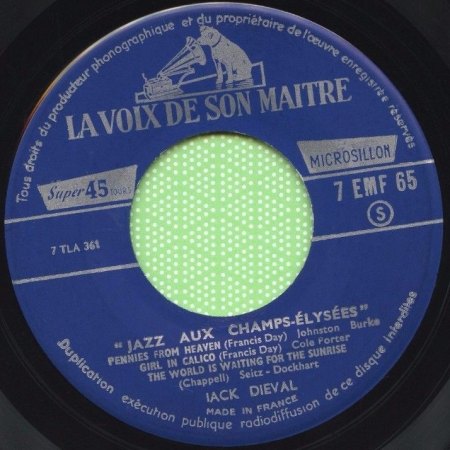 Tous droits du producteur phonographique et du propriétaire de l'œuvre enregistrée réservés
LA VOIX DE SON MAITRE
Super 45 TOURS
MICROSILLON
7 EMF 65
S
7 TLA 361
"JAZZ AUX CHAMPS-ÉLYSÉES"
PENNIES FROM HEAVEN (Francis Day) Johnston Burke
GIRL IN CALICO (Francis Day) Cole Porter
THE WORLD IS WAITING FOR THE SUNRISE
(Chappell) Seitz - Dockhart
JACK DIEVAL
MADE IN FRANCE
Duplication exécution publique radiodiffusion de ce disque interdites